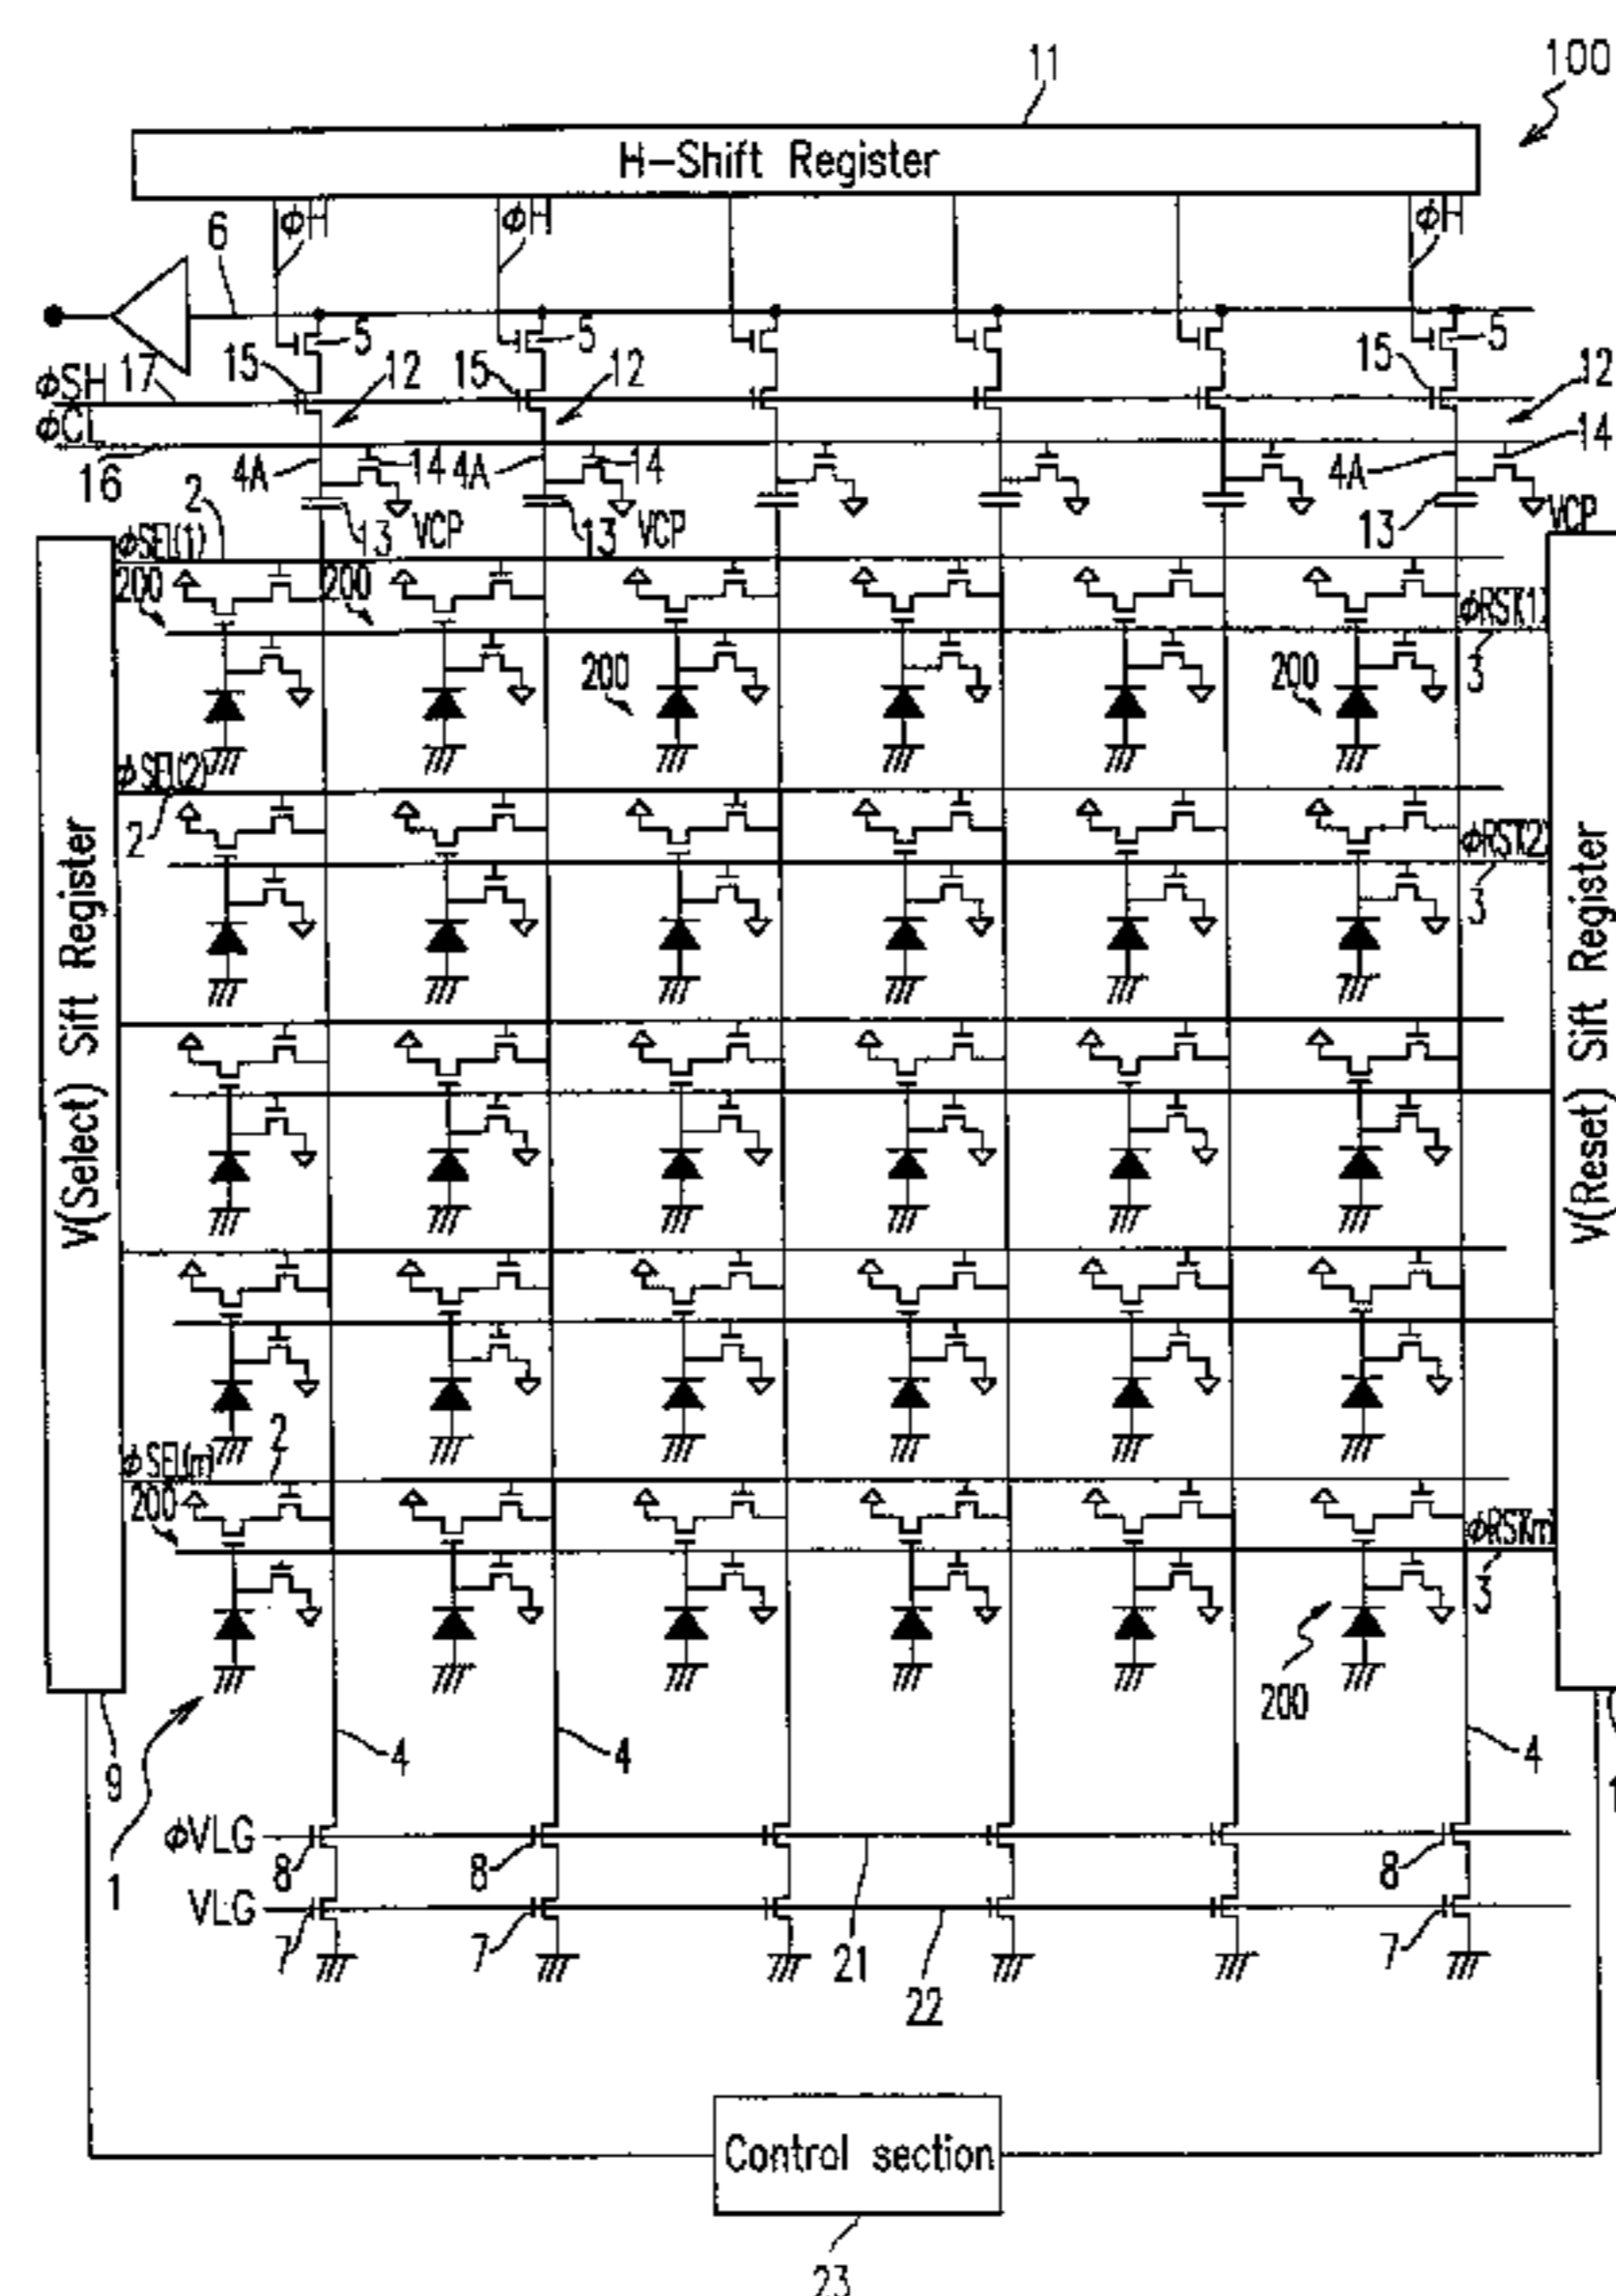 100
11
H-Shift Register
ΦH ΦH ΦH
6
5 5 5
15 15 15
12 12 12
ΦSH 17
ΦCL
16
4A 14 4A 14 4A 14
2
13 VCP 13 VCP 13 VCP
ΦSEL(1)
200 200
ΦRST(1)
200 200
3
ΦSEL(2)
2
ΦRST(2)
3
V(Select) Sift Register
V(Reset) Sift Register
ΦSEL(m)
2
200
ΦRST(m)
3
200
4 4 4
9
1
ΦVLG
8 8 8
VLG
7 7 7
21
22
Control section
23